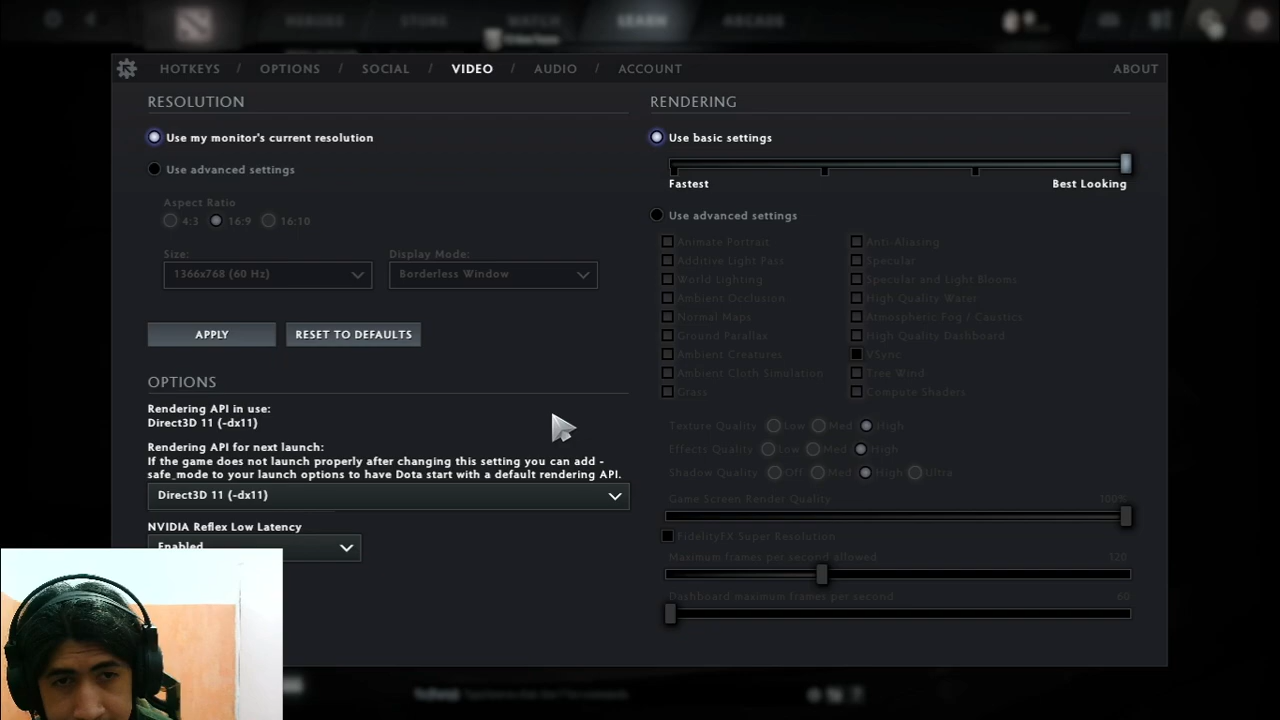 HEROES
STORE
WATCH
LEARN
ARCADE
HOTKEYS / OPTIONS / SOCIAL / VIDEO / AUDIO / ACCOUNT
ABOUT
RESOLUTION
Use my monitor's current resolution
Use advanced settings
Aspect Ratio
4:3 16:9 16:10
Size:
Display Mode:
1366x768 (60 Hz)
Borderless Window
APPLY
RESET TO DEFAULTS
OPTIONS
Rendering API in use:
Direct3D 11 (-dx11)
Rendering API for next launch:
If the game does not launch properly after changing this setting you can add -
safe_mode to your launch options to have Dota start with a default rendering API.
Direct3D 11 (-dx11)
NVIDIA Reflex Low Latency
Enabled
RENDERING
Use basic settings
Fastest
Best Looking
Use advanced settings
Animate Portrait
Additive Light Pass
World Lighting
Ambient Occlusion
Normal Maps
Ground Parallax
Ambient Creatures
Ambient Cloth Simulation
Grass
Anti-Aliasing
Specular
Specular and Light Blooms
High Quality Water
Atmospheric Fog / Caustics
High Quality Dashboard
VSync
Tree Wind
Compute Shaders
Texture Quality Low Med High
Effects Quality Low Med High
Shadow Quality Off Med High Ultra
Game Screen Render Quality 100%
FidelityFX Super Resolution
Maximum frames per second allowed 120
Dashboard maximum frames per second 60